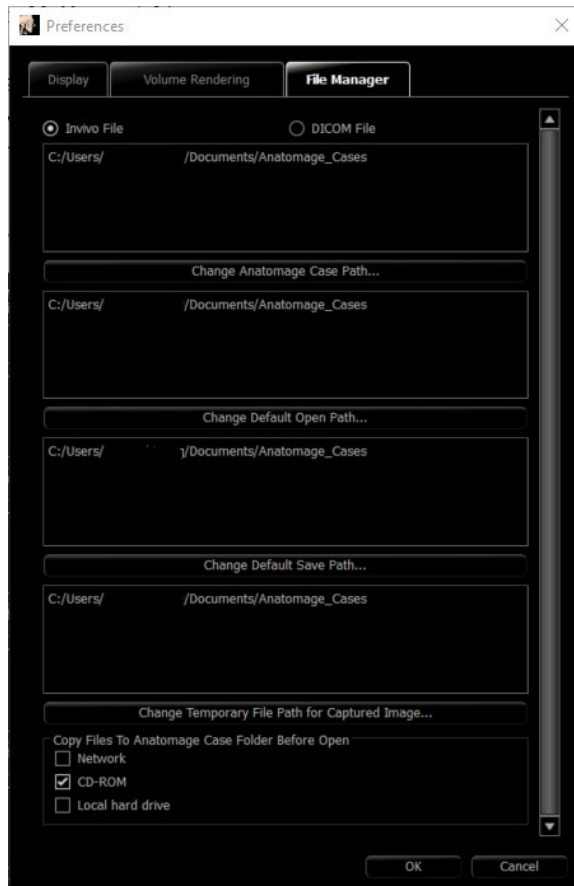 Preferences
Display Volume Rendering File Manager
Invivo File DICOM File
C:/Users/ /Documents/Anatomage_Cases
Change Anatomage Case Path...
C:/Users/ /Documents/Anatomage_Cases
Change Default Open Path...
C:/Users/ /Documents/Anatomage_Cases
Change Default Save Path...
C:/Users/ /Documents/Anatomage_Cases
Change Temporary File Path for Captured Image...
Copy Files To Anatomage Case Folder Before Open
Network
CD-ROM
Local hard drive
OK Cancel